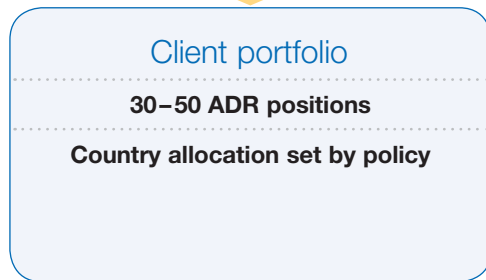 Client portfolio
30–50 ADR positions
Country allocation set by policy